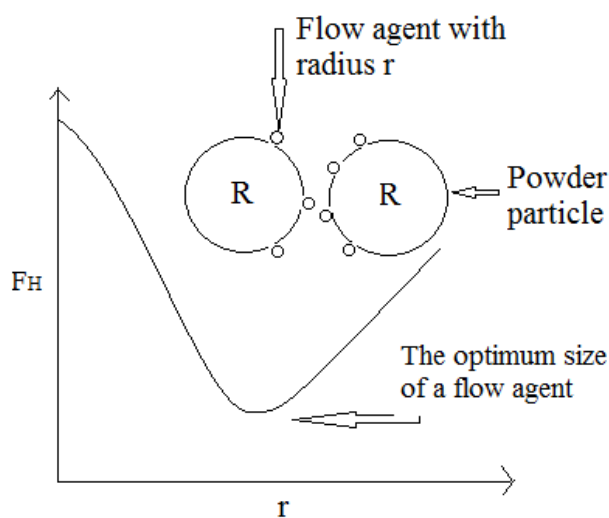 Flow agent with
radius r
R
R
Powder
particle
FH
The optimum size
of a flow agent
r